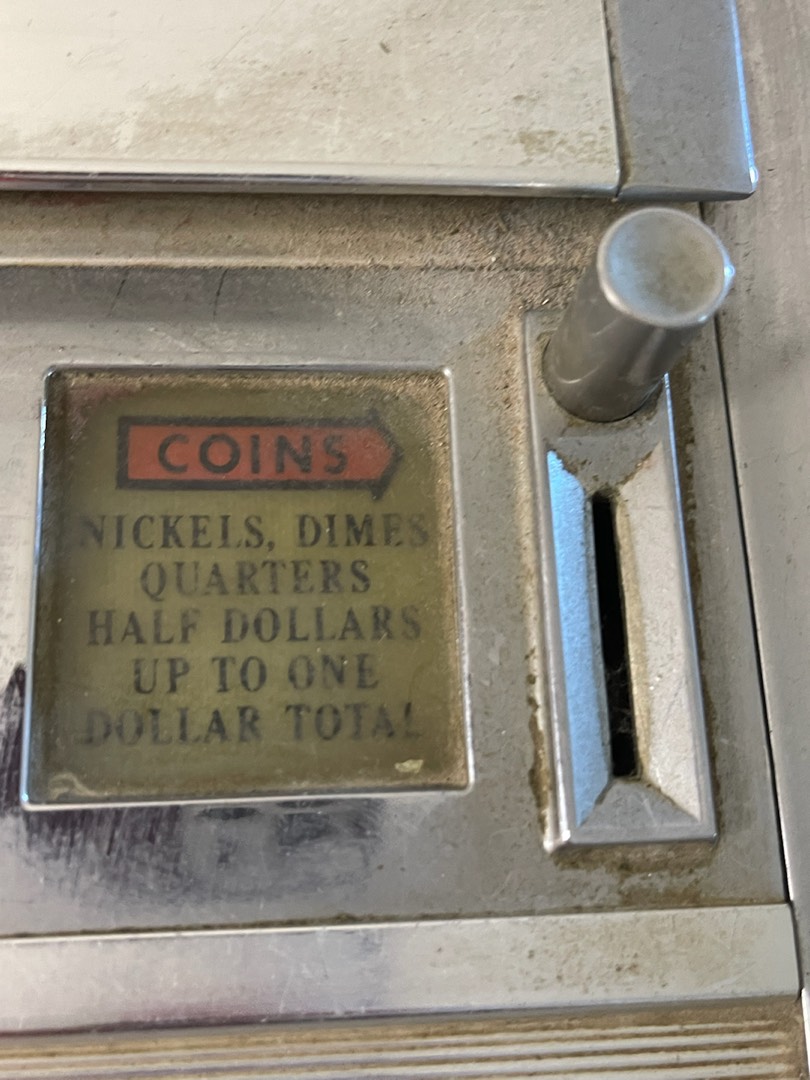 COINS
NICKELS, DIMES
QUARTERS
HALF DOLLARS
UP TO ONE
DOLLAR TOTAL